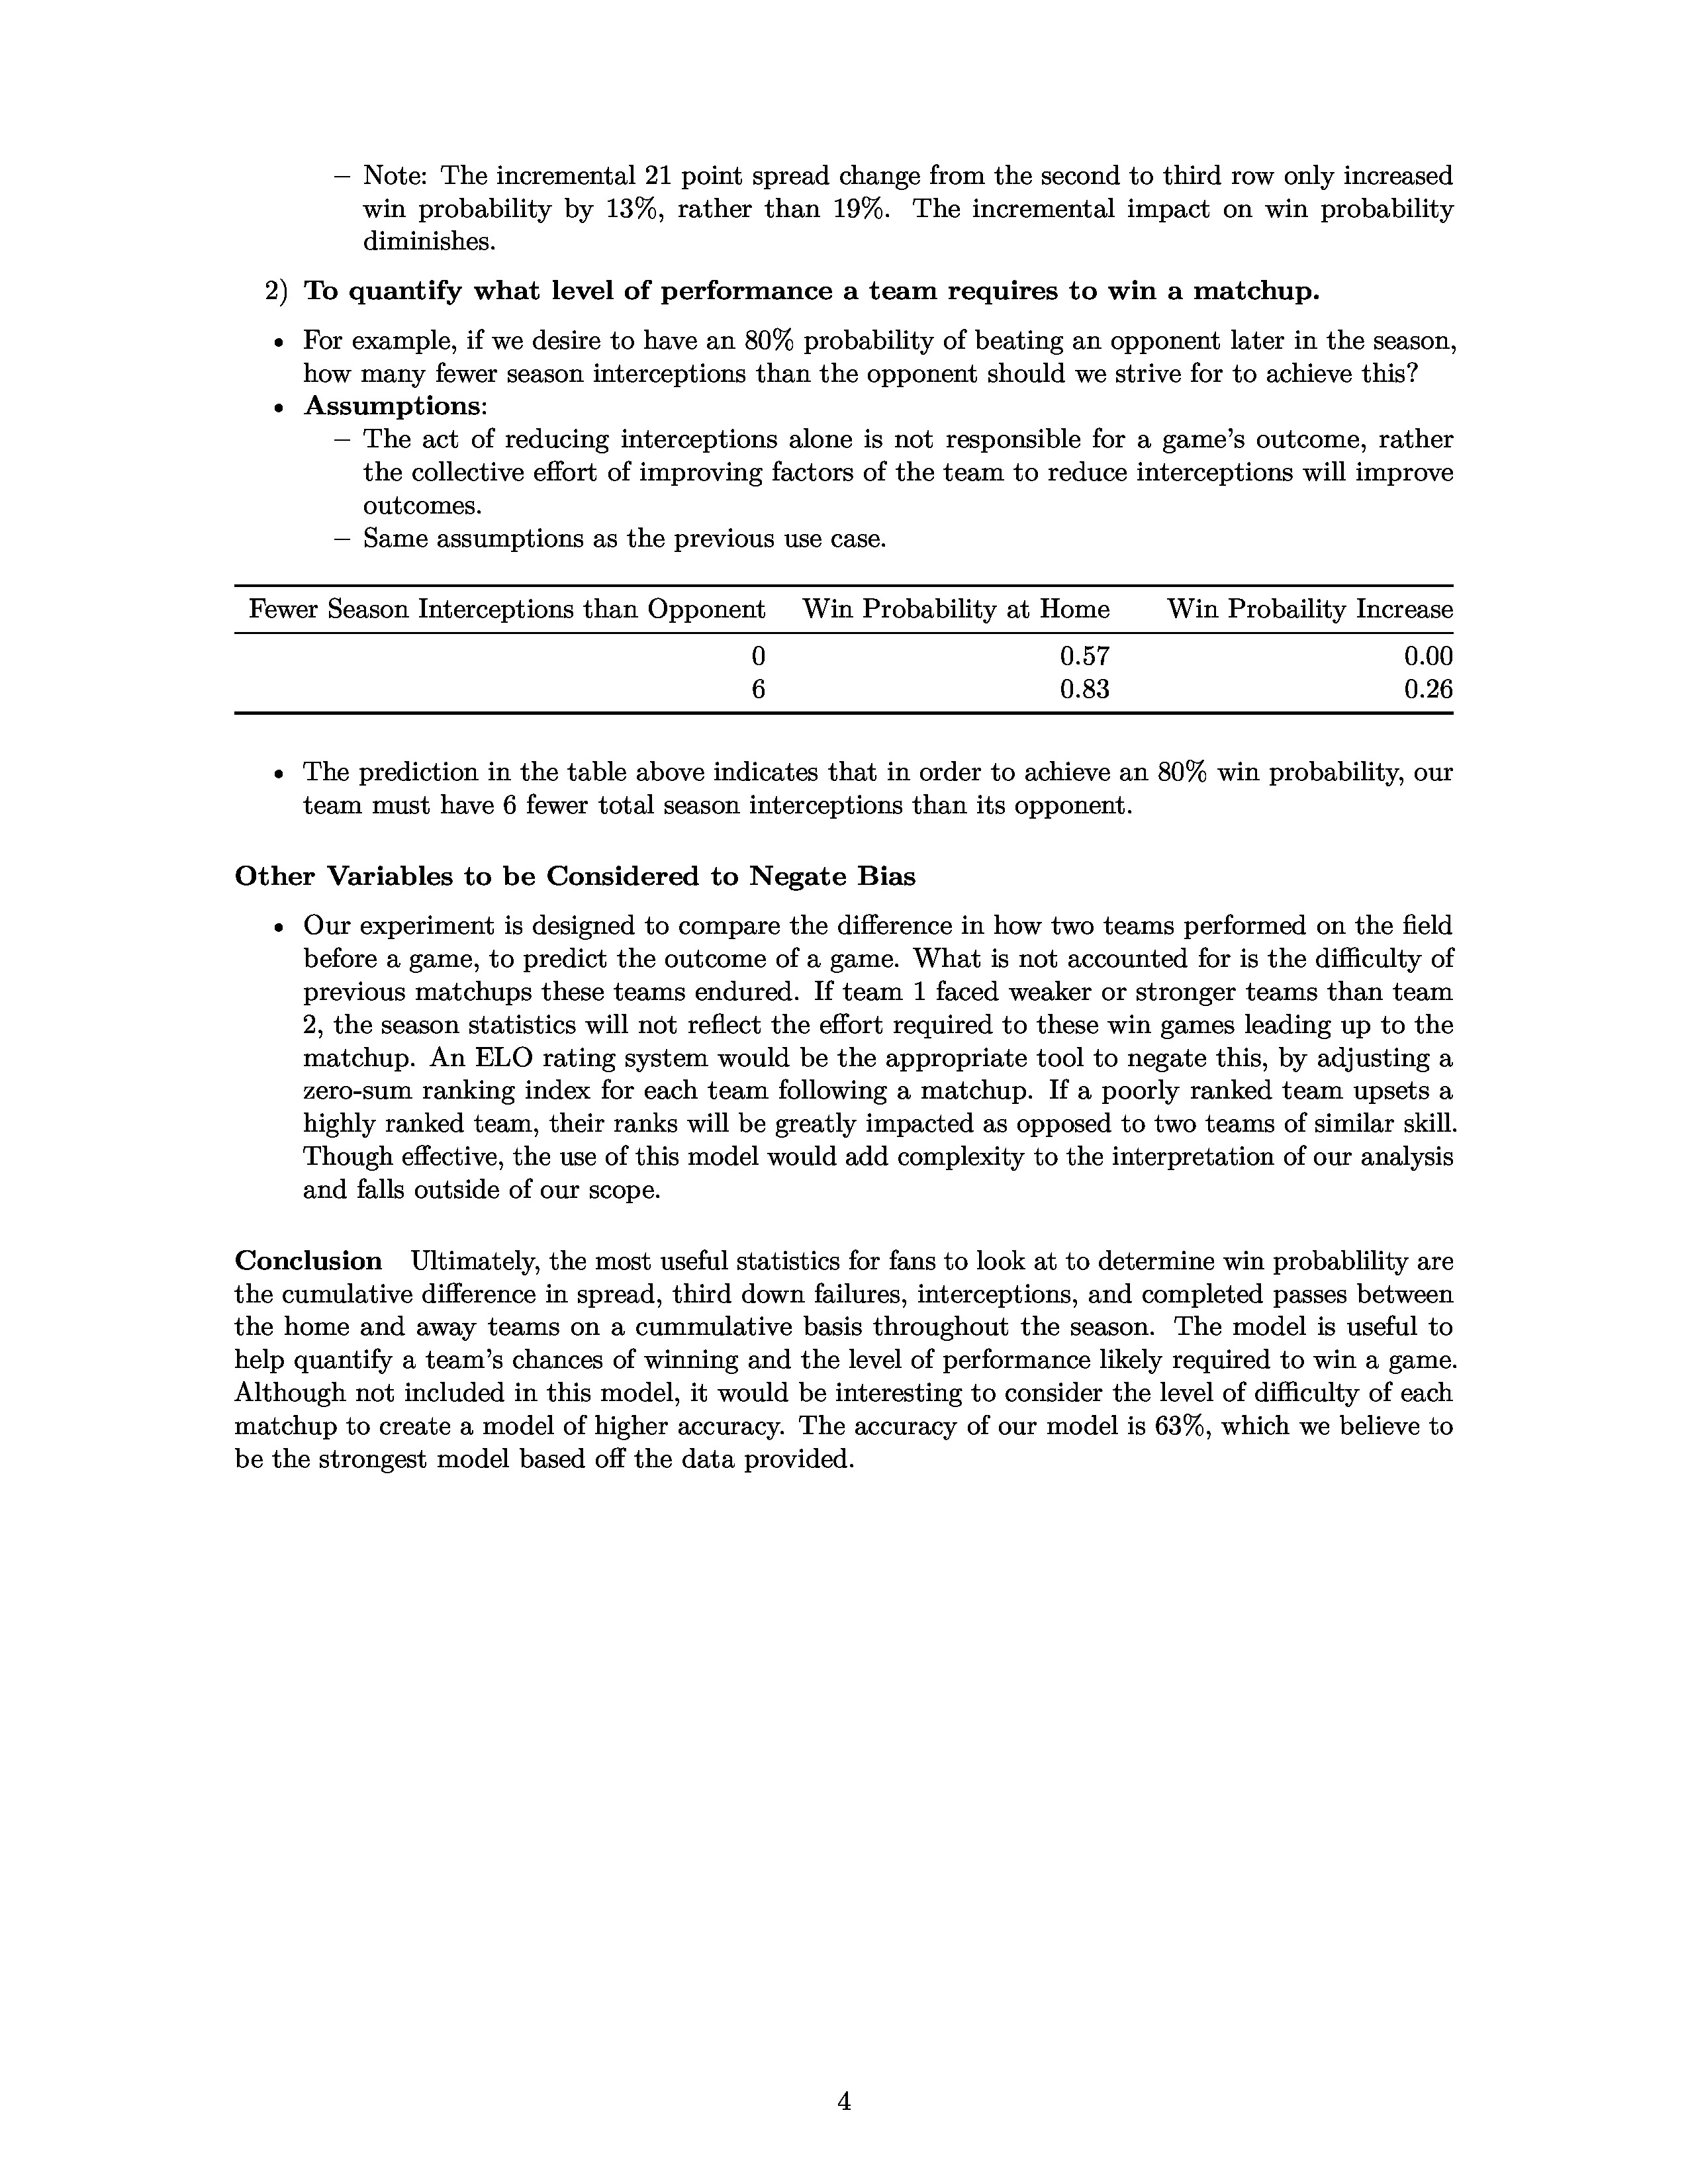 – Note: The incremental 21 point spread change from the second to third row only increased
win probability by 13%, rather than 19%. The incremental impact on win probability
diminishes.
2) To quantify what level of performance a team requires to win a matchup.
• For example, if we desire to have an 80% probability of beating an opponent later in the season,
how many fewer season interceptions than the opponent should we strive for to achieve this?
• Assumptions:
– The act of reducing interceptions alone is not responsible for a game's outcome, rather
the collective effort of improving factors of the team to reduce interceptions will improve
outcomes.
– Same assumptions as the previous use case.
Fewer Season Interceptions than Opponent Win Probability at Home Win Probaility Increase
0 0.57 0.00
6 0.83 0.26
• The prediction in the table above indicates that in order to achieve an 80% win probability, our
team must have 6 fewer total season interceptions than its opponent.
Other Variables to be Considered to Negate Bias
• Our experiment is designed to compare the difference in how two teams performed on the field
before a game, to predict the outcome of a game. What is not accounted for is the difficulty of
previous matchups these teams endured. If team 1 faced weaker or stronger teams than team
2, the season statistics will not reflect the effort required to these win games leading up to the
matchup. An ELO rating system would be the appropriate tool to negate this, by adjusting a
zero-sum ranking index for each team following a matchup. If a poorly ranked team upsets a
highly ranked team, their ranks will be greatly impacted as opposed to two teams of similar skill.
Though effective, the use of this model would add complexity to the interpretation of our analysis
and falls outside of our scope.
Conclusion Ultimately, the most useful statistics for fans to look at to determine win probablility are
the cumulative difference in spread, third down failures, interceptions, and completed passes between
the home and away teams on a cummulative basis throughout the season. The model is useful to
help quantify a team's chances of winning and the level of performance likely required to win a game.
Although not included in this model, it would be interesting to consider the level of difficulty of each
matchup to create a model of higher accuracy. The accuracy of our model is 63%, which we believe to
be the strongest model based off the data provided.
4